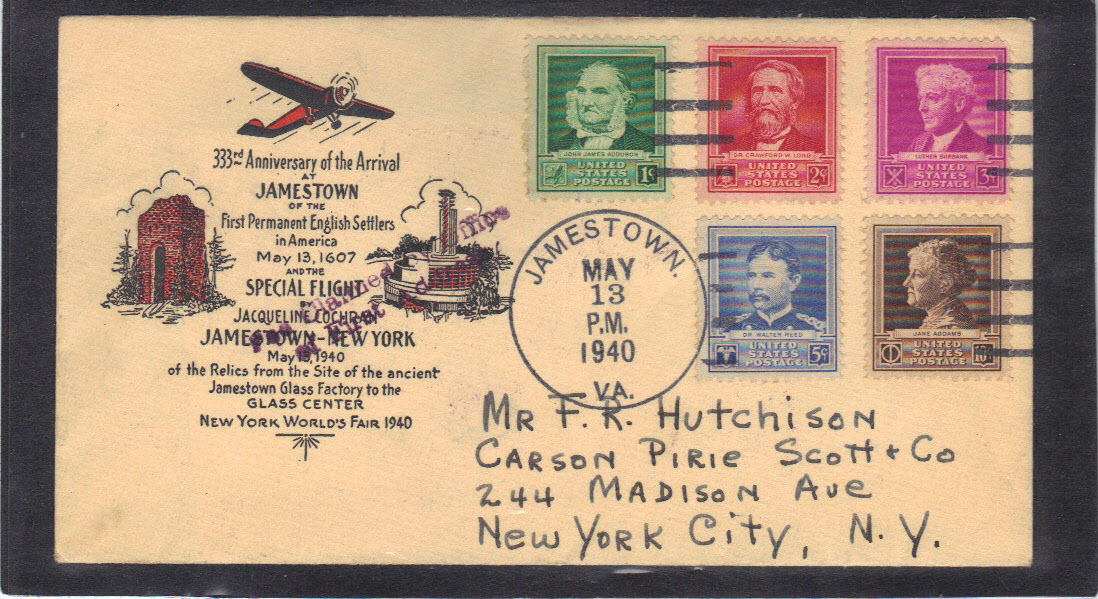 333rd Anniversary of the Arrival
AT
JAMESTOWN
OF THE
First Permanent English Settlers
in America
May 13, 1607
AND THE
SPECIAL FLIGHT
JACQUELINE COCHRAN
JAMESTOWN-NEW YORK
May 13, 1940
of the Relics from the Site of the ancient
Jamestown Glass Factory to the
GLASS CENTER
NEW YORK WORLD'S FAIR 1940
JOHN JAMES AUDUBON
UNITED
STATES
POSTAGE 1¢
DR. CRAWFORD W. LONG
UNITED
STATES
POSTAGE 2¢
LUTHER BURBANK
UNITED
STATES
POSTAGE 3¢
DR. WALTER REED
UNITED
STATES
POSTAGE 5¢
JANE ADDAMS
UNITED
STATES
POSTAGE 10¢
JAMESTOWN.
MAY
13
P.M.
1940
VA.
MR F. R. HUTCHISON
CARSON PIRIE SCOTT + CO
244 MADISON AVE
NEW YORK CITY, N. Y.